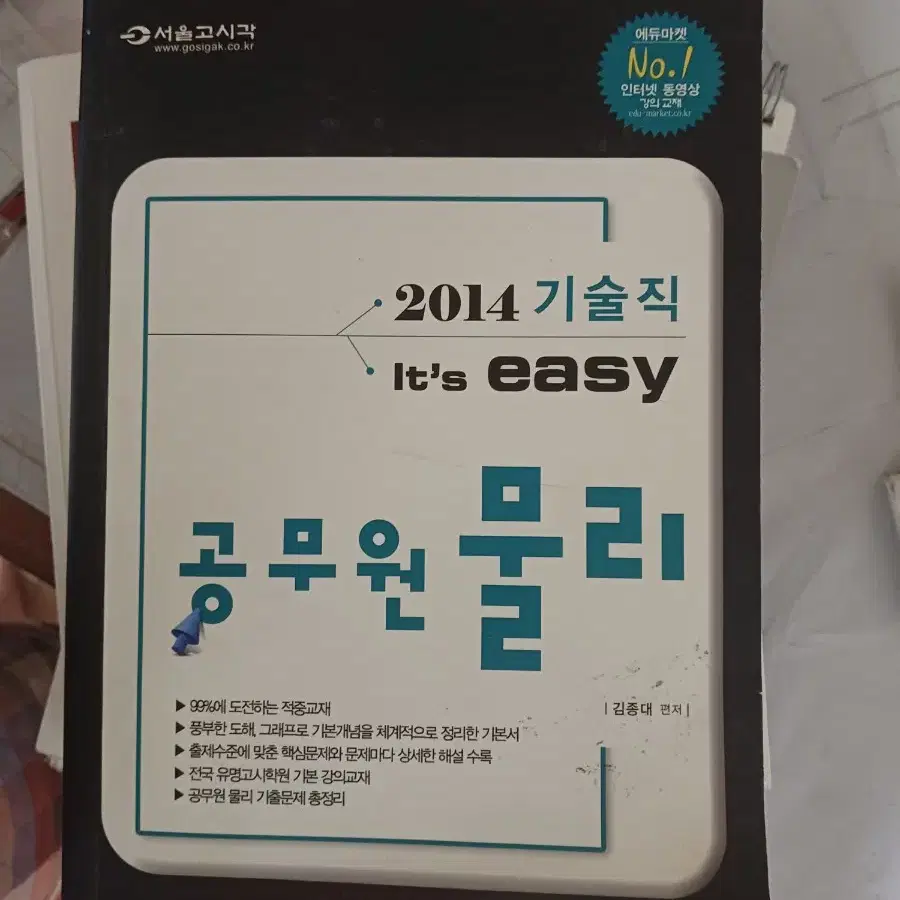 서울고시각
www.gosigak.co.kr
에듀마켓
No.1
인터넷 동영상
강의 교재
edu-market.co.kr
2014 기술직
It's easy
공무원 물리
▶ 99%에 도전하는 적중교재
▶ 풍부한 도해, 그래프로 기본개념을 체계적으로 정리한 기본서
▶ 출제수준에 맞춘 핵심문제와 문제마다 상세한 해설 수록
▶ 전국 유명고시학원 기본 강의교재
▶ 공무원 물리 기출문제 총정리
| 김종대 편저 |